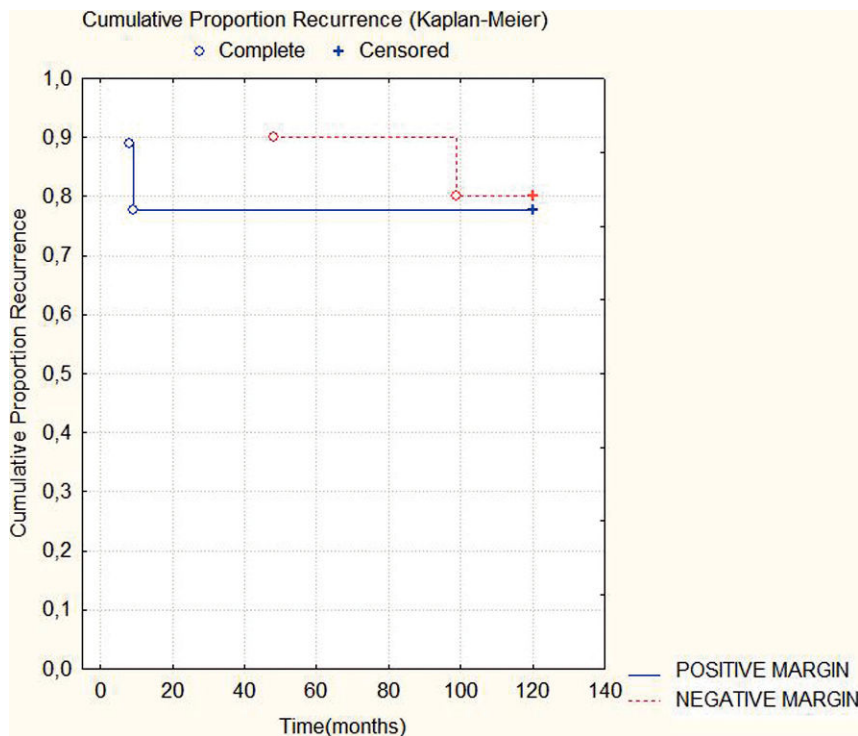 Cumulative Proportion Recurrence (Kaplan-Meier)
Complete Censored
Cumulative Proportion Recurrence
1,0
0,9
0,8
0,7
0,6
0,5
0,4
0,3
0,2
0,1
0,0
0 20 40 60 80 100 120 140
Time(months)
POSITIVE MARGIN
NEGATIVE MARGIN